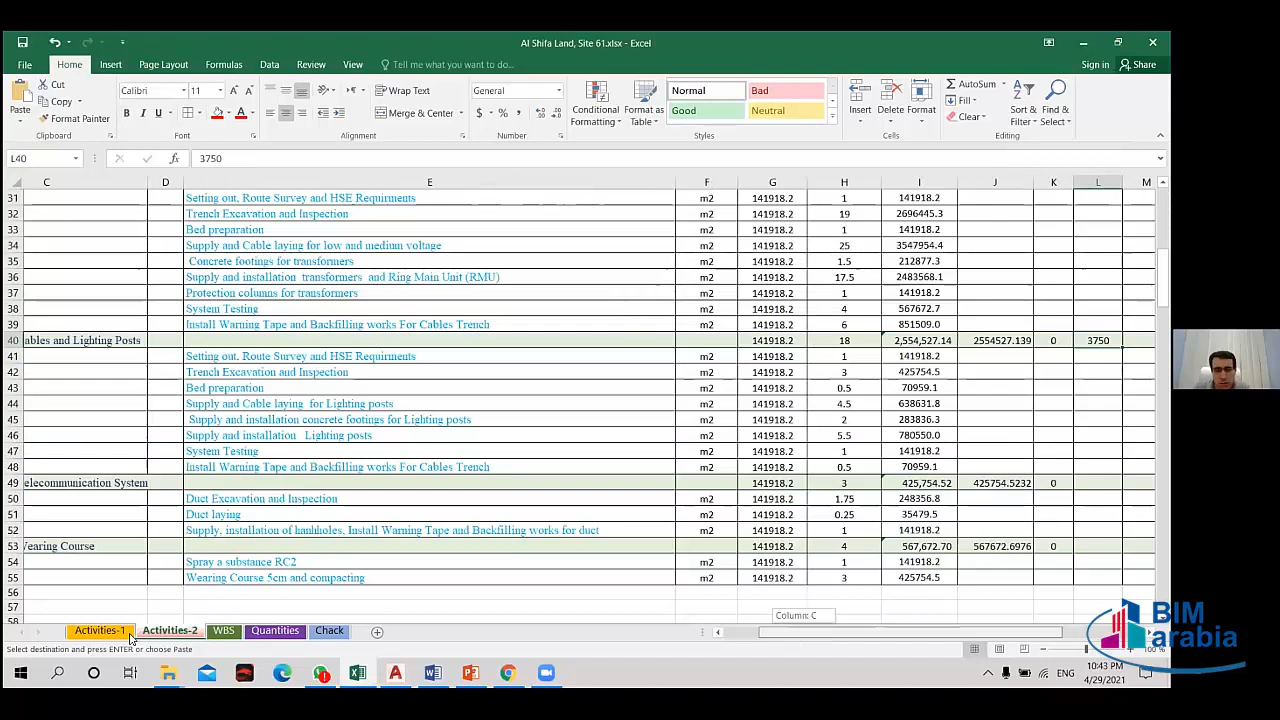 Al Shifa Land, Site 61.xlsx - Excel
File Home Insert Page Layout Formulas Data Review View Tell me what you want to do... Sign in Share
Cut Calibri 11 Wrap Text General Normal Bad AutoSum
Copy Fill
Paste Format Painter B I U Merge & Center $ % Conditional Formatting Format as Table Good Neutral Insert Delete Format Clear Sort & Filter Find & Select
Clipboard Font Alignment Number Styles Cells Editing
L40 fx 3750
C D E F G H I J K L M
31 Setting out, Route Survey and HSE Requirments m2 141918.2 1 141918.2
32 Trench Excavation and Inspection m2 141918.2 19 2696445.3
33 Bed preparation m2 141918.2 1 141918.2
34 Supply and Cable laying for low and medium voltage m2 141918.2 25 3547954.4
35 Concrete footings for transformers m2 141918.2 1.5 212877.3
36 Supply and installation transformers and Ring Main Unit (RMU) m2 141918.2 17.5 2483568.1
37 Protection columns for transformers m2 141918.2 1 141918.2
38 System Testing m2 141918.2 4 567672.7
39 Install Warning Tape and Backfilling works For Cables Trench m2 141918.2 6 851509.0
40 ables and Lighting Posts 141918.2 18 2,554,527.14 2554527.139 0 3750
41 Setting out, Route Survey and HSE Requirments m2 141918.2 1 141918.2
42 Trench Excavation and Inspection m2 141918.2 3 425754.5
43 Bed preparation m2 141918.2 0.5 70959.1
44 Supply and Cable laying for Lighting posts m2 141918.2 4.5 638631.8
45 Supply and installation concrete footings for Lighting posts m2 141918.2 2 283836.3
46 Supply and installation Lighting posts m2 141918.2 5.5 780550.0
47 System Testing m2 141918.2 1 141918.2
48 Install Warning Tape and Backfilling works For Cables Trench m2 141918.2 0.5 70959.1
49 elecommunication System 141918.2 3 425,754.52 425754.5232 0
50 Duct Excavation and Inspection m2 141918.2 1.75 248356.8
51 Duct laying m2 141918.2 0.25 35479.5
52 Supply, installation of hanhholes, Install Warning Tape and Backfilling works for duct m2 141918.2 1 141918.2
53 Wearing Course 141918.2 4 567,672.70 567672.6976 0
54 Spray a substance RC2 m2 141918.2 1 141918.2
55 Wearing Course 5cm and compacting m2 141918.2 3 425754.5
56
57
58 Column: C
Activities-1 Activities-2 WBS Quantities Chack
Select destination and press ENTER or choose Paste 100 %
BIM
arabia
ENG 10:43 PM
4/29/2021